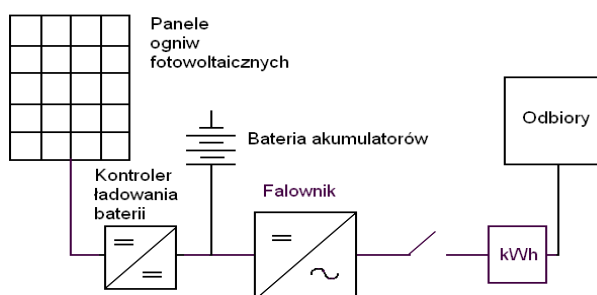 Panele
ogniw
fotowoltaicznych
Odbiory
Bateria akumulatorów
Kontroler
ładowania
baterii
Falownik
kWh